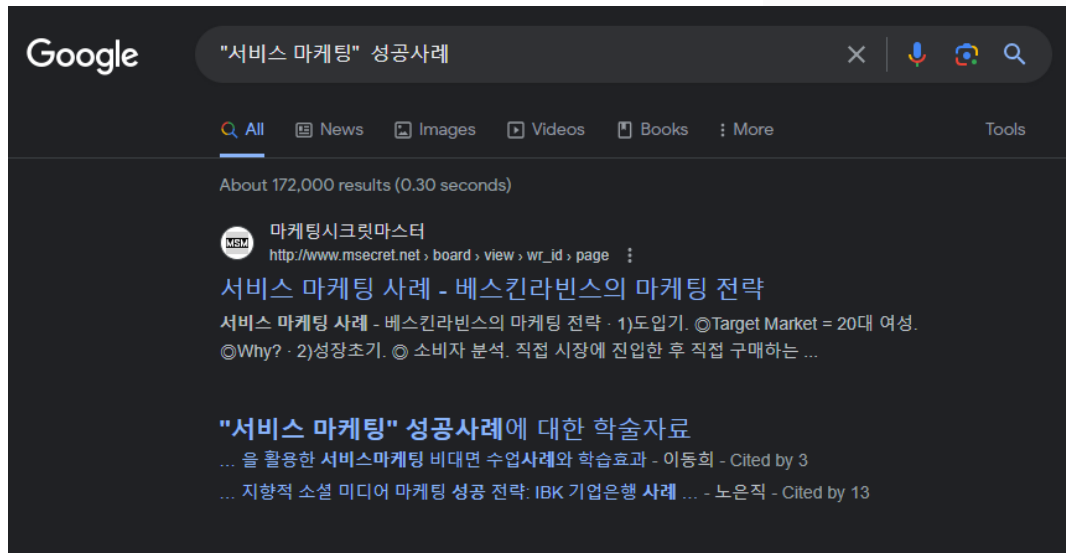 Google
"서비스 마케팅" 성공사례
All News Images Videos Books More Tools
About 172,000 results (0.30 seconds)
MSM
마케팅시크릿마스터
http://www.msecret.net › board › view › wr_id › page
서비스 마케팅 사례 - 베스킨라빈스의 마케팅 전략
서비스 마케팅 사례 - 베스킨라빈스의 마케팅 전략 · 1)도입기. ◎Target Market = 20대 여성.
◎Why? · 2)성장초기. ◎ 소비자 분석. 직접 시장에 진입한 후 직접 구매하는 ...
"서비스 마케팅" 성공사례에 대한 학술자료
... 을 활용한 서비스마케팅 비대면 수업사례와 학습효과 - 이동희 - Cited by 3
... 지향적 소셜 미디어 마케팅 성공 전략: IBK 기업은행 사례 ... - 노은직 - Cited by 13